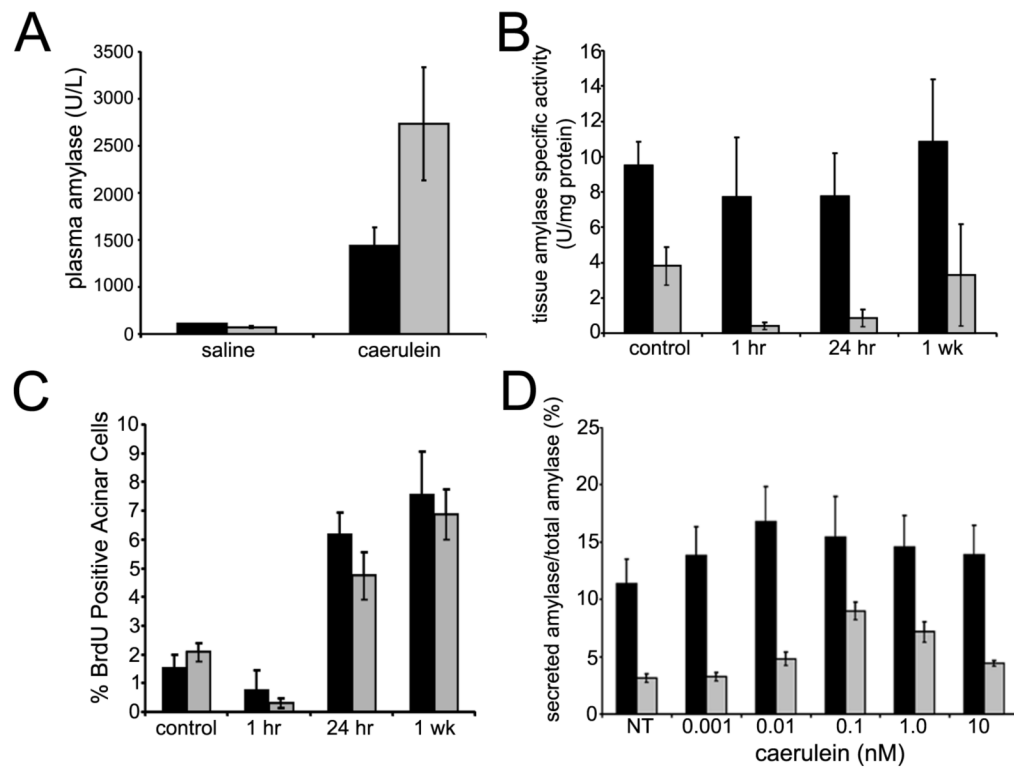 A
plasma amylase (U/L)
3500
3000
2500
2000
1500
1000
500
0
saline caerulein
B
tissue amylase specific activity
(U/mg protein)
16
14
12
10
8
6
4
2
0
control 1 hr 24 hr 1 wk
C
% BrdU Positive Acinar Cells
10
9
8
7
6
5
4
3
2
1
0
control 1 hr 24 hr 1 wk
D
secreted amylase/total amylase (%)
25
20
15
10
5
0
NT 0.001 0.01 0.1 1.0 10
caerulein (nM)